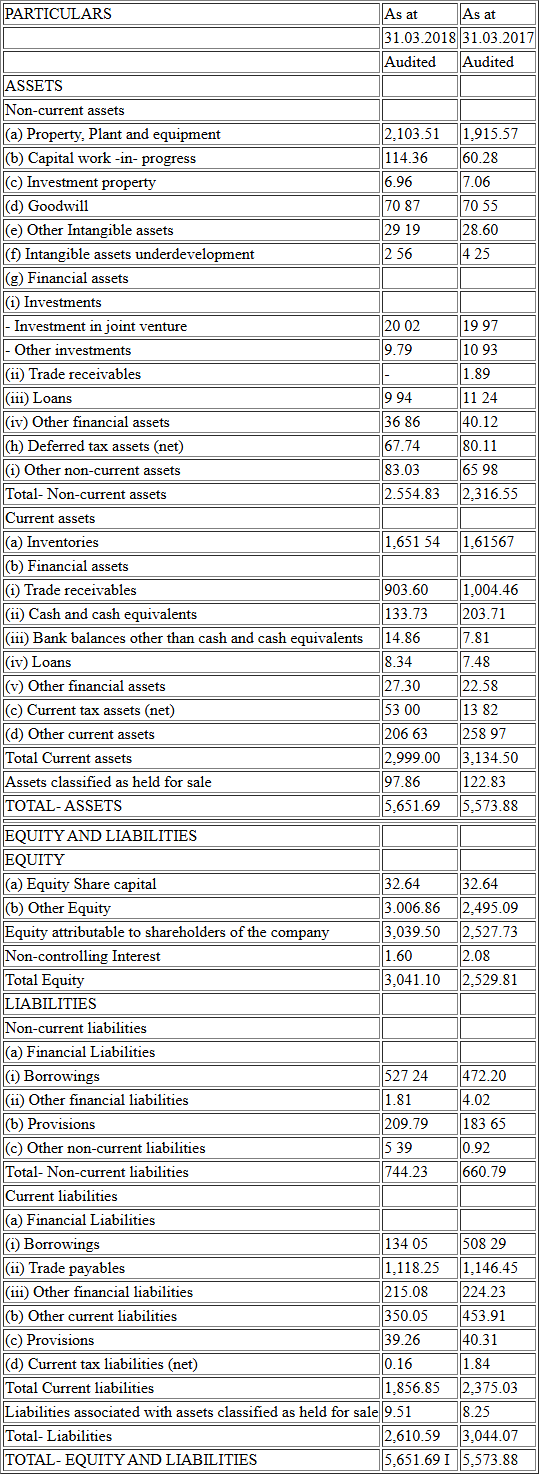 PARTICULARS As at As at
31.03.2018 31.03.2017
Audited Audited
ASSETS
Non-current assets
(a) Property, Plant and equipment 2,103.51 1,915.57
(b) Capital work -in- progress 114.36 60.28
(c) Investment property 6.96 7.06
(d) Goodwill 70 87 70 55
(e) Other Intangible assets 29 19 28.60
(f) Intangible assets underdevelopment 2 56 4 25
(g) Financial assets
(i) Investments
- Investment in joint venture 20 02 19 97
- Other investments 9.79 10 93
(ii) Trade receivables - 1.89
(iii) Loans 9 94 11 24
(iv) Other financial assets 36 86 40.12
(h) Deferred tax assets (net) 67.74 80.11
(i) Other non-current assets 83.03 65 98
Total- Non-current assets 2.554.83 2,316.55
Current assets
(a) Inventories 1,651 54 1,61567
(b) Financial assets
(i) Trade receivables 903.60 1,004.46
(ii) Cash and cash equivalents 133.73 203.71
(iii) Bank balances other than cash and cash equivalents 14.86 7.81
(iv) Loans 8.34 7.48
(v) Other financial assets 27.30 22.58
(c) Current tax assets (net) 53 00 13 82
(d) Other current assets 206 63 258 97
Total Current assets 2,999.00 3,134.50
Assets classified as held for sale 97.86 122.83
TOTAL- ASSETS 5,651.69 5,573.88
EQUITY AND LIABILITIES
EQUITY
(a) Equity Share capital 32.64 32.64
(b) Other Equity 3.006.86 2,495.09
Equity attributable to shareholders of the company 3,039.50 2,527.73
Non-controlling Interest 1.60 2.08
Total Equity 3,041.10 2,529.81
LIABILITIES
Non-current liabilities
(a) Financial Liabilities
(i) Borrowings 527 24 472.20
(ii) Other financial liabilities 1.81 4.02
(b) Provisions 209.79 183 65
(c) Other non-current liabilities 5 39 0.92
Total- Non-current liabilities 744.23 660.79
Current liabilities
(a) Financial Liabilities
(i) Borrowings 134 05 508 29
(ii) Trade payables 1,118.25 1,146.45
(iii) Other financial liabilities 215.08 224.23
(b) Other current liabilities 350.05 453.91
(c) Provisions 39.26 40.31
(d) Current tax liabilities (net) 0.16 1.84
Total Current liabilities 1,856.85 2,375.03
Liabilities associated with assets classified as held for sale 9.51 8.25
Total- Liabilities 2,610.59 3,044.07
TOTAL- EQUITY AND LIABILITIES 5,651.69 I 5,573.88